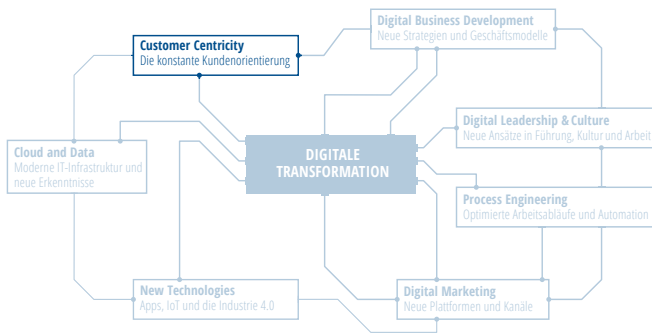 Digital Business Development
Neue Strategien und Geschäftsmodelle
Customer Centricity
Die konstante Kundenorientierung
Digital Leadership & Culture
Neue Ansätze in Führung, Kultur und Arbeit
Cloud and Data
Moderne IT-Infrastruktur und
neue Erkenntnisse
DIGITALE
TRANSFORMATION
Process Engineering
Optimierte Arbeitsabläufe und Automation
New Technologies
Apps, IoT und die Industrie 4.0
Digital Marketing
Neue Plattformen und Kanäle